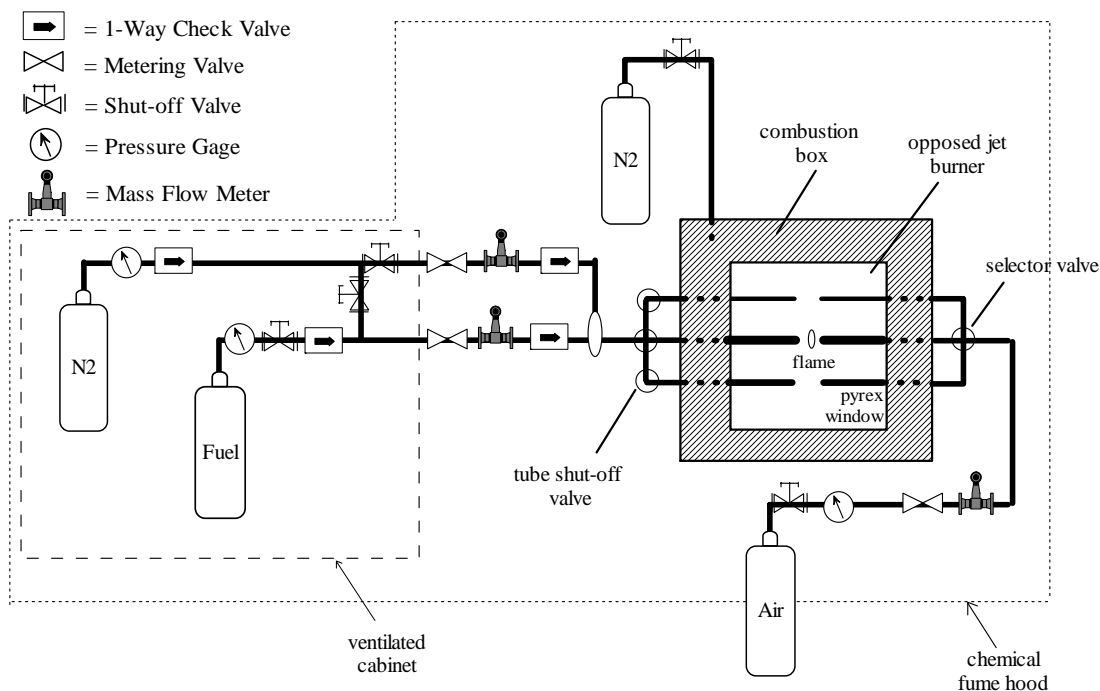 = 1-Way Check Valve
= Metering Valve
= Shut-off Valve
= Pressure Gage
= Mass Flow Meter
N2
combustion
box
opposed jet
burner
selector valve
N2
Fuel
flame
pyrex
window
tube shut-off
valve
Air
ventilated
cabinet
chemical
fume hood